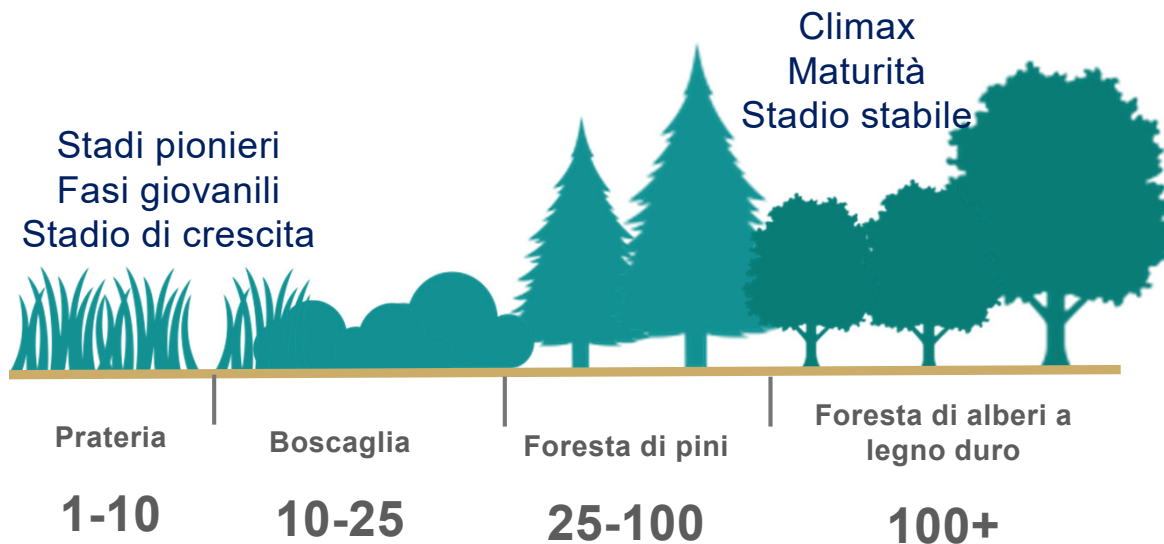 Climax
Maturità
Stadio stabile
Stadi pionieri
Fasi giovanili
Stadio di crescita
Prateria
Boscaglia
Foresta di pini
Foresta di alberi a
legno duro
1-10
10-25
25-100
100+